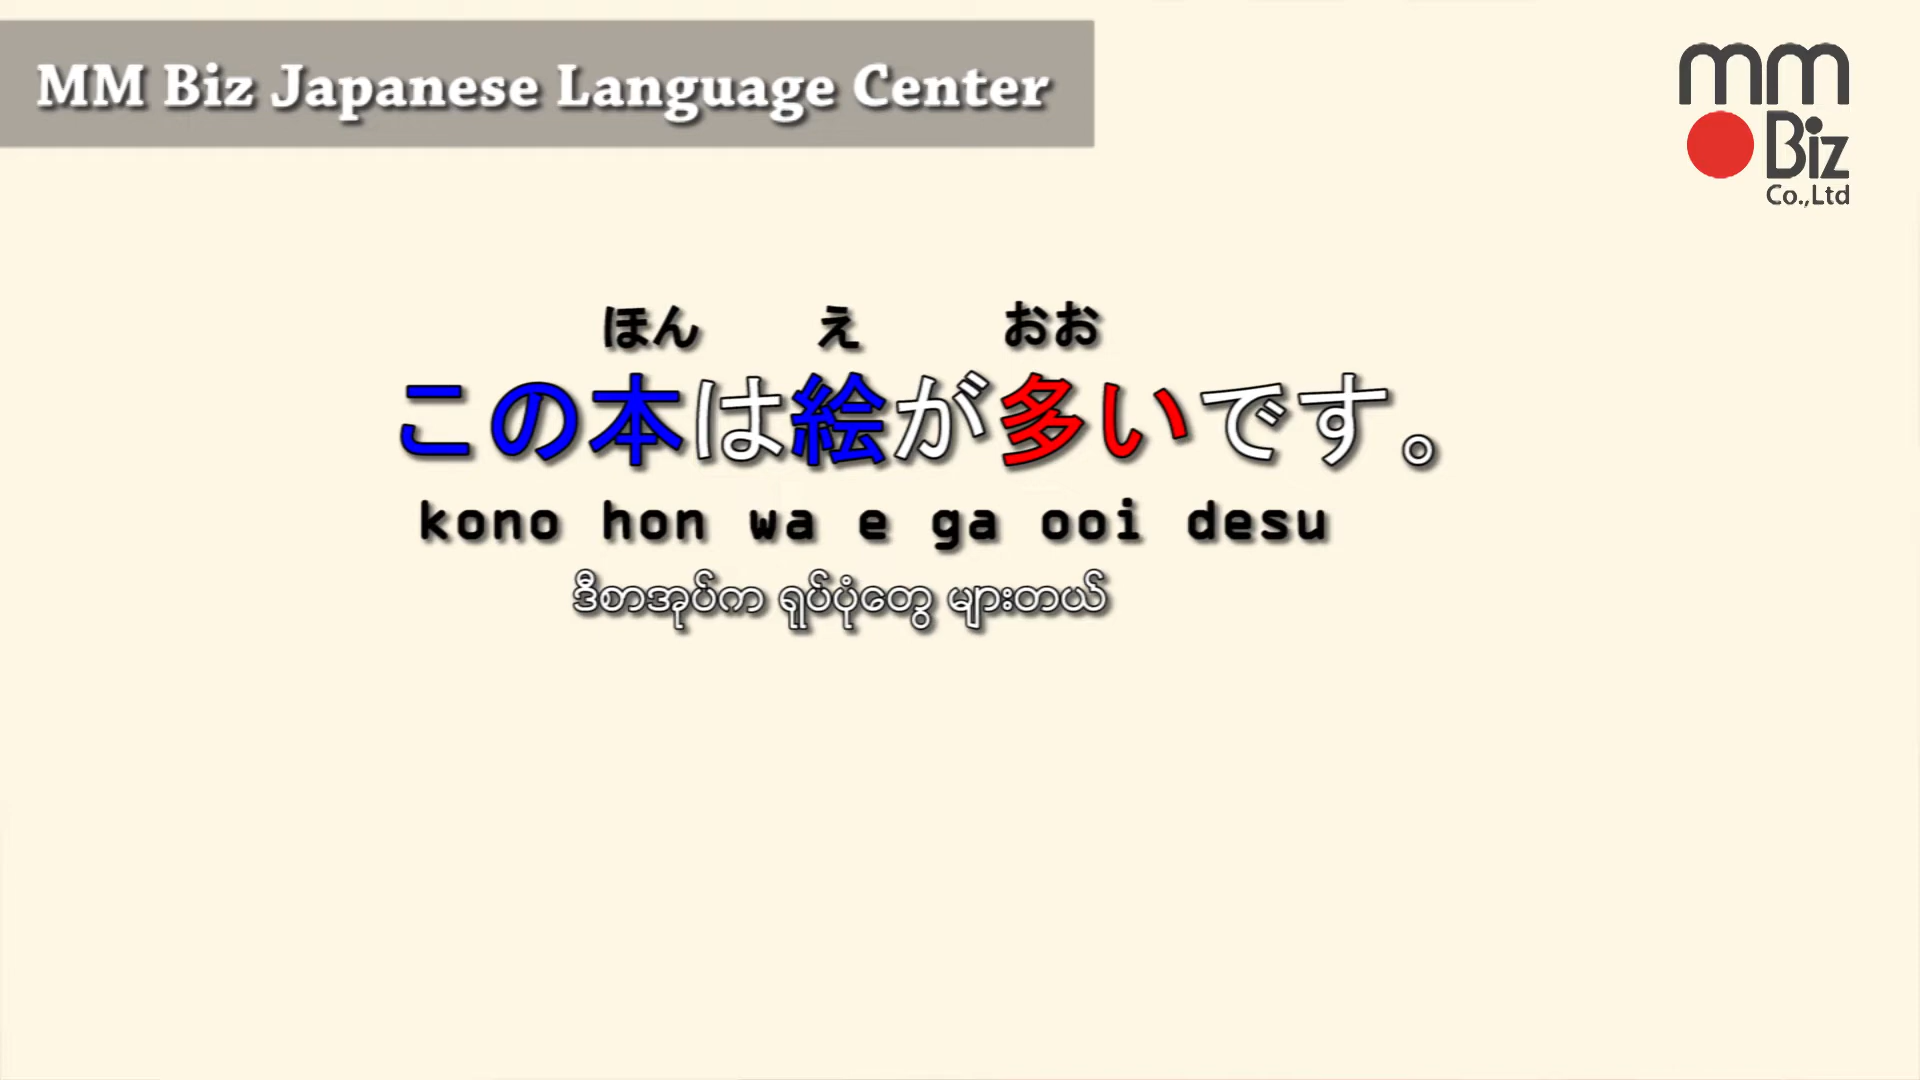 MM Biz Japanese Language Center
mm
Biz
Co.,Ltd
ほん え おお
この本は絵が多いです。
kono hon wa e ga ooi desu
ဒီစာအုပ်က ရုပ်ပုံတွေ များတယ်